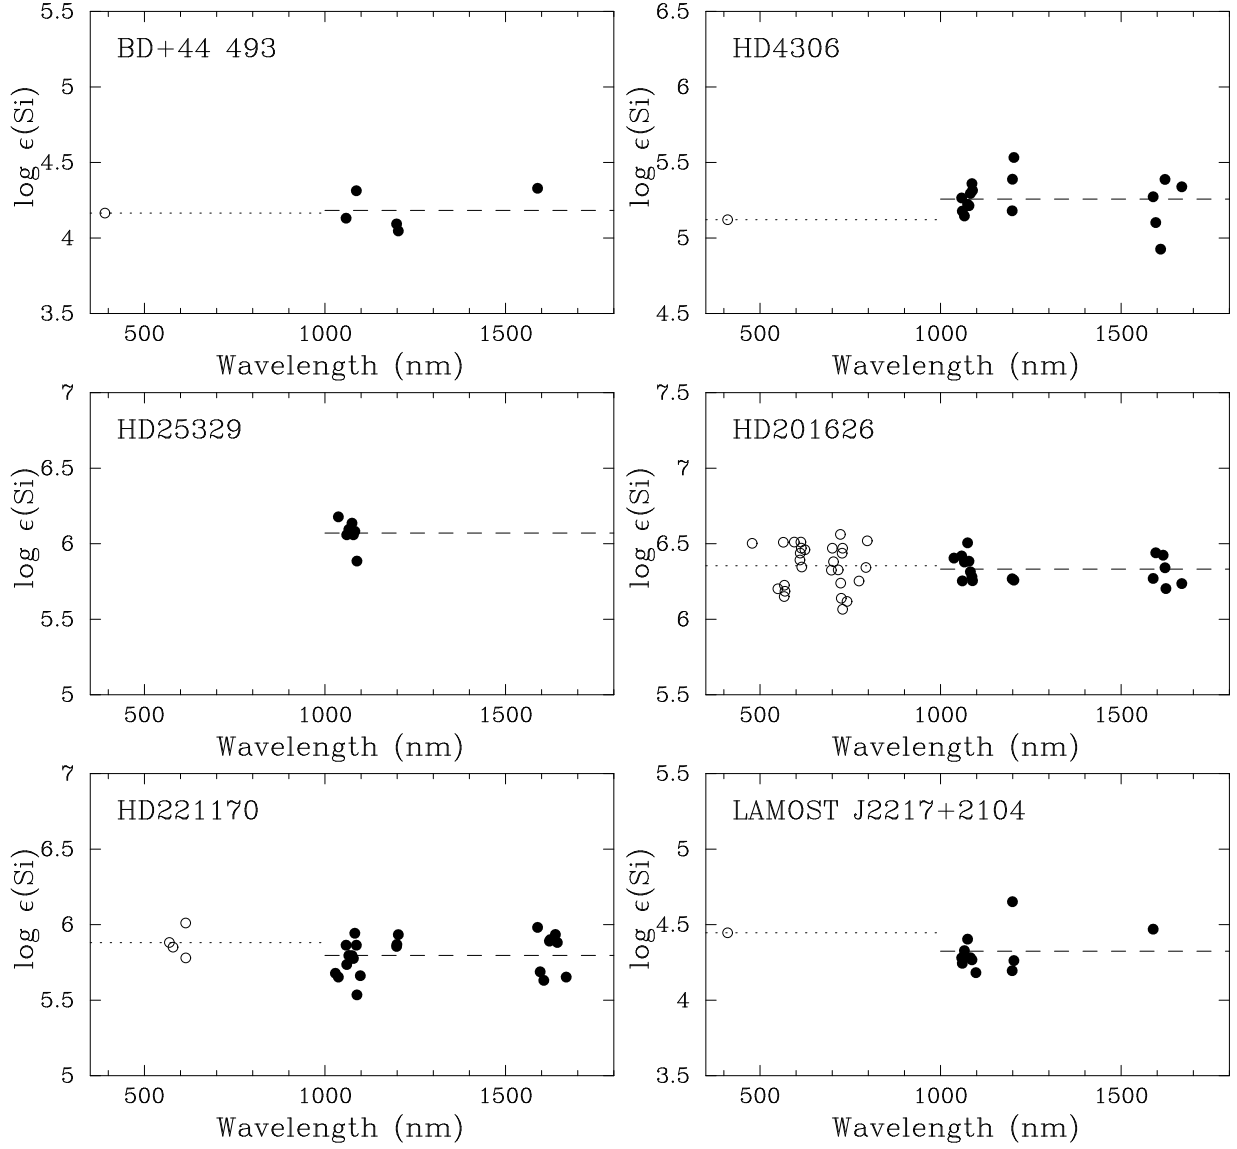 BD+44 493
5.5
5
4.5
4
3.5
log ϵ(Si)
500 1000 1500
Wavelength (nm)
HD4306
6.5
6
5.5
5
4.5
log ϵ(Si)
500 1000 1500
Wavelength (nm)
HD25329
7
6.5
6
5.5
5
log ϵ(Si)
500 1000 1500
Wavelength (nm)
HD201626
7.5
7
6.5
6
5.5
log ϵ(Si)
500 1000 1500
Wavelength (nm)
HD221170
7
6.5
6
5.5
5
log ϵ(Si)
500 1000 1500
Wavelength (nm)
LAMOST J2217+2104
5.5
5
4.5
4
3.5
log ϵ(Si)
500 1000 1500
Wavelength (nm)